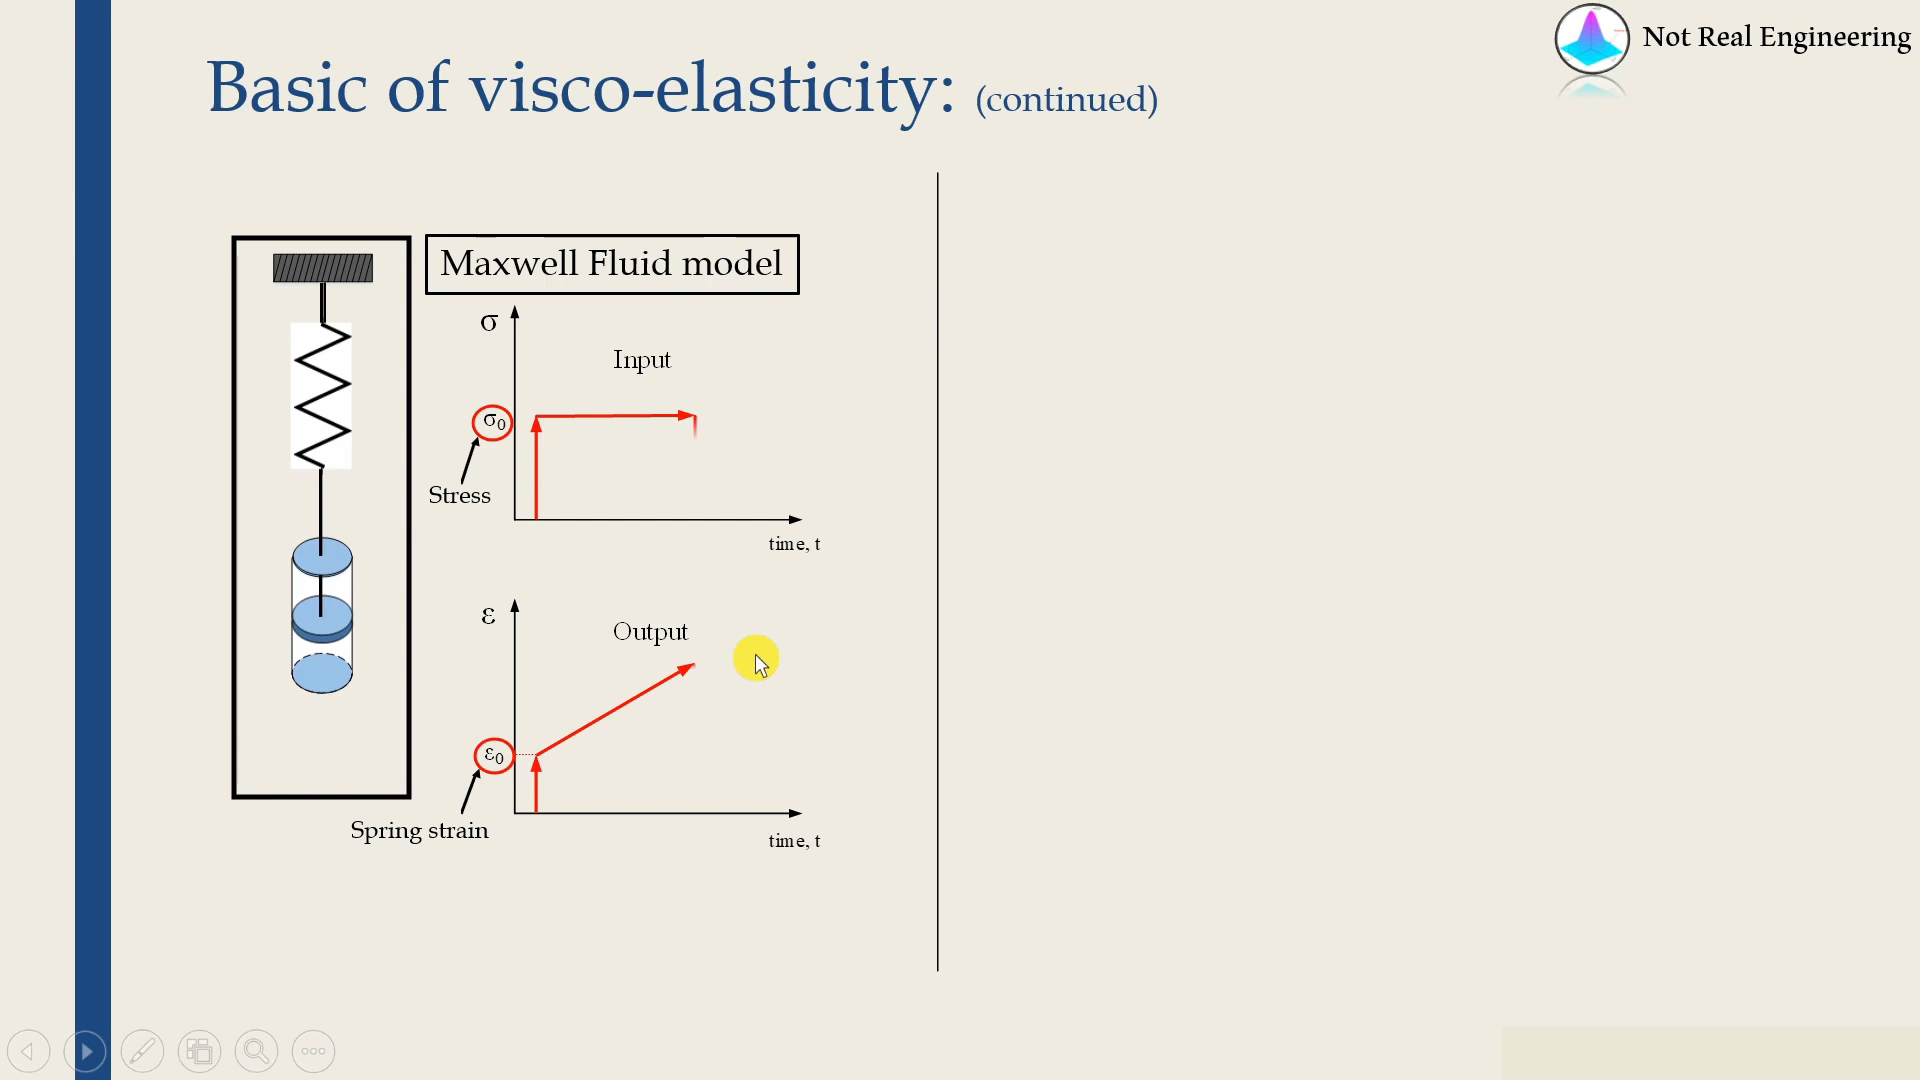 Not Real Engineering
Basic of visco-elasticity: (continued)
Maxwell Fluid model
σ
Input
σ0
Stress
time, t
ε
Output
ε0
Spring strain
time, t